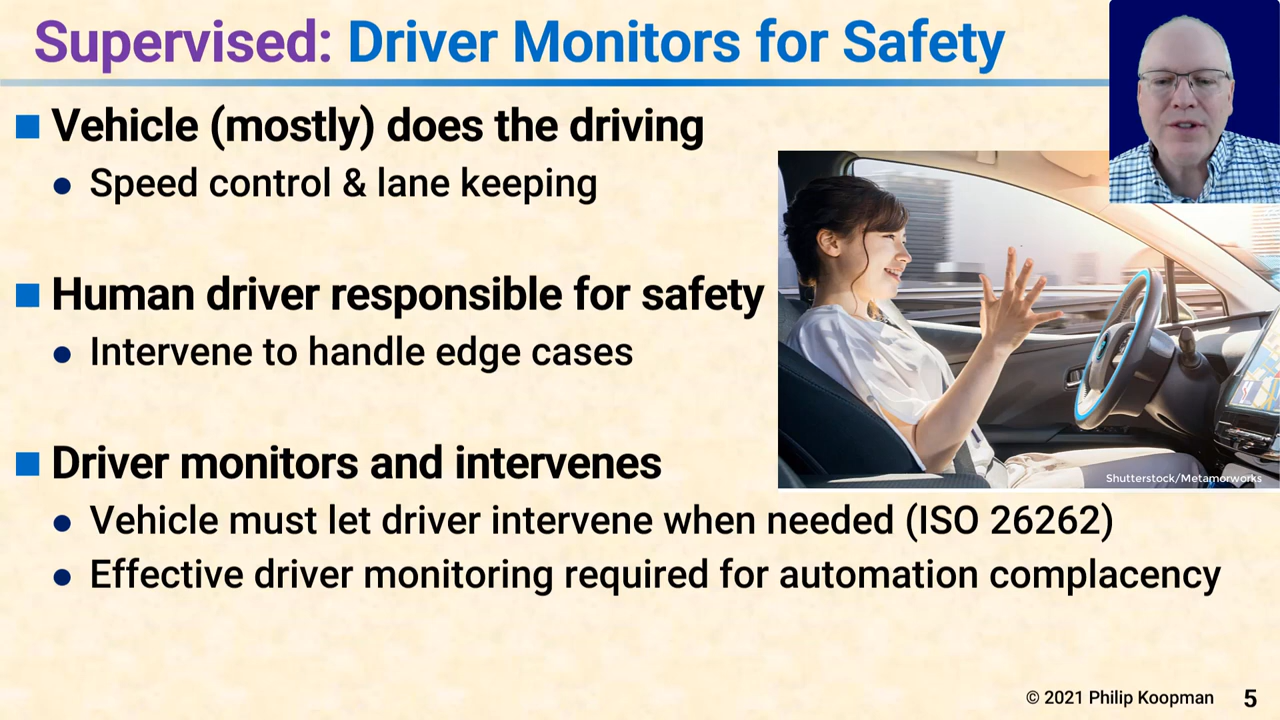 Supervised: Driver Monitors for Safety
Vehicle (mostly) does the driving
Speed control & lane keeping
Human driver responsible for safety
Intervene to handle edge cases
Driver monitors and intervenes
Vehicle must let driver intervene when needed (ISO 26262)
Effective driver monitoring required for automation complacency
Shutterstock/Metamorworks
© 2021 Philip Koopman 5